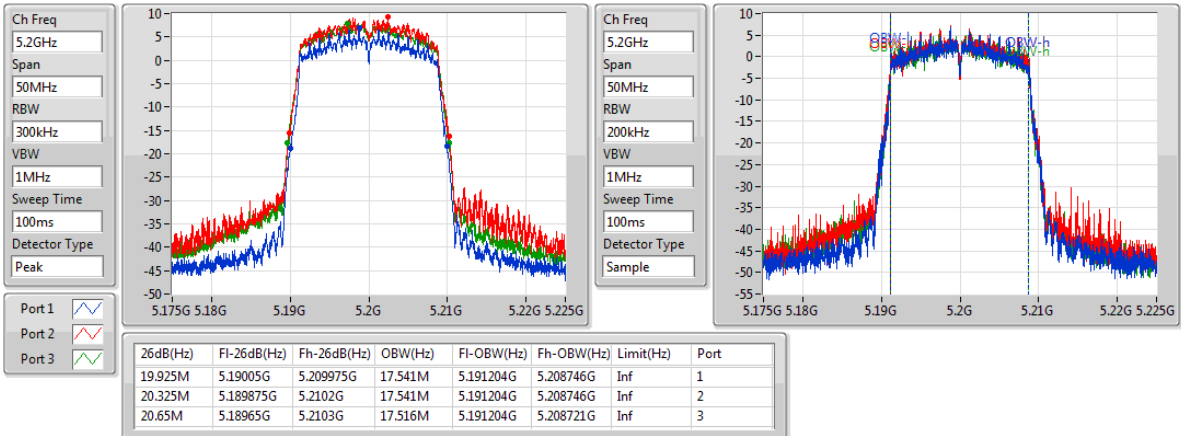 Ch Freq
5.2GHz
Span
50MHz
RBW
300kHz
VBW
1MHz
Sweep Time
100ms
Detector Type
Peak
10
5
0
-5
-10
-15
-20
-25
-30
-35
-40
-45
-50
5.175G 5.18G 5.19G 5.2G 5.21G 5.22G 5.225G
Ch Freq
5.2GHz
Span
50MHz
RBW
200kHz
VBW
1MHz
Sweep Time
100ms
Detector Type
Sample
10
5
0
-5
-10
-15
-20
-25
-30
-35
-40
-45
-50
-55
OBW-l OBW-h
5.175G 5.18G 5.19G 5.2G 5.21G 5.22G 5.225G
Port 1
Port 2
Port 3
26dB(Hz) Fl-26dB(Hz) Fh-26dB(Hz) OBW(Hz) Fl-OBW(Hz) Fh-OBW(Hz) Limit(Hz) Port
19.925M 5.19005G 5.209975G 17.541M 5.191204G 5.208746G Inf 1
20.325M 5.189875G 5.2102G 17.541M 5.191204G 5.208746G Inf 2
20.65M 5.18965G 5.2103G 17.516M 5.191204G 5.208721G Inf 3